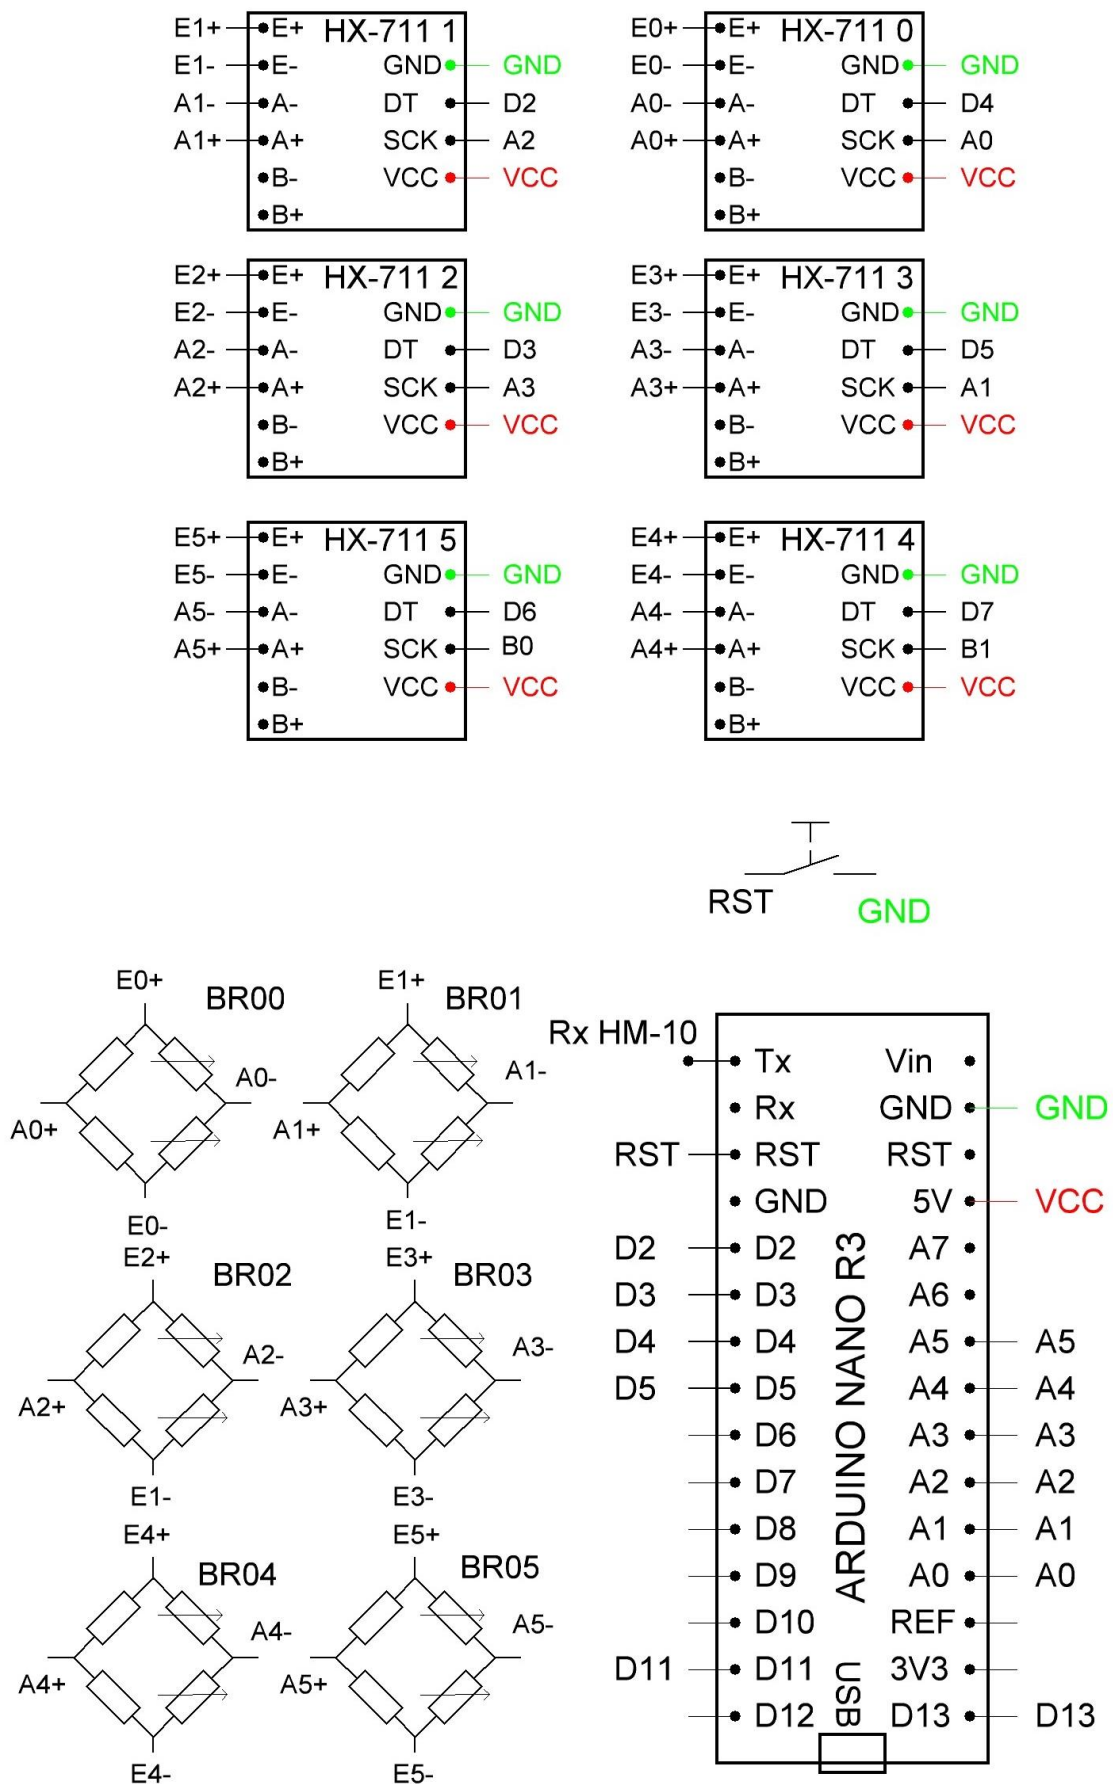 E1+ E+ HX-711 1
E1- E- GND GND
A1- A- DT D2
A1+ A+ SCK A2
B- VCC VCC
B+
E0+ E+ HX-711 0
E0- E- GND GND
A0- A- DT D4
A0+ A+ SCK A0
B- VCC VCC
B+
E2+ E+ HX-711 2
E2- E- GND GND
A2- A- DT D3
A2+ A+ SCK A3
B- VCC VCC
B+
E3+ E+ HX-711 3
E3- E- GND GND
A3- A- DT D5
A3+ A+ SCK A1
B- VCC VCC
B+
E5+ E+ HX-711 5
E5- E- GND GND
A5- A- DT D6
A5+ A+ SCK B0
B- VCC VCC
B+
E4+ E+ HX-711 4
E4- E- GND GND
A4- A- DT D7
A4+ A+ SCK B1
B- VCC VCC
B+
RST GND
E0+ BR00
A0-
A0+
E0-
E1+ BR01
A1-
A1+
E1-
E2+ BR02
A2-
A2+
E1-
E3+ BR03
A3-
A3+
E3-
E4+ BR04
A4-
A4+
E4-
E5+ BR05
A5-
A5+
E5-
Rx HM-10
Tx Vin
Rx GND GND
RST RST RST
GND 5V VCC
D2 D2 A7
D3 D3 A6
D4 D4 A5 A5
D5 D5 A4 A4
D6 A3 A3
D7 A2 A2
D8 A1 A1
D9 A0 A0
D10 REF
D11 D11 3V3
D12 D13 D13
ARDUINO NANO R3
USB